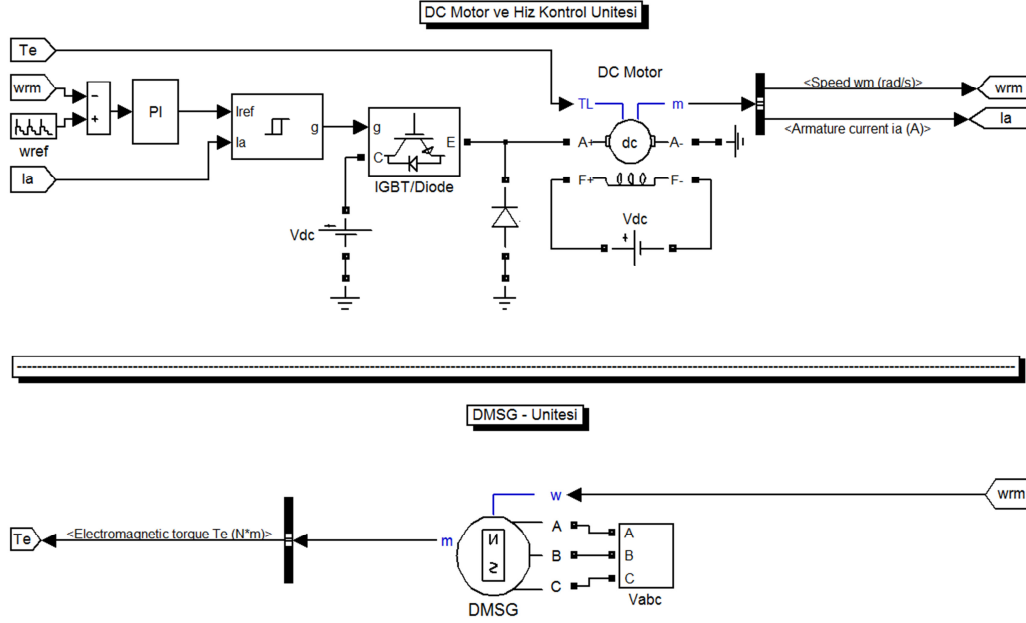 DC Motor ve Hiz Kontrol Unitesi
Te
wrm
wref
Ia
-
+
PI
Iref
Ia
g
g
C
E
IGBT/Diode
Vdc
DC Motor
TL
m
A+
dc
A-
F+
F-
Vdc
+
<Speed wm (rad/s)>
wrm
<Armature current ia (A)>
Ia
DMSG - Unitesi
Te
<Electromagnetic torque Te (N*m)>
m
w
wrm
N
S
A
B
C
A
B
C
Vabc
DMSG